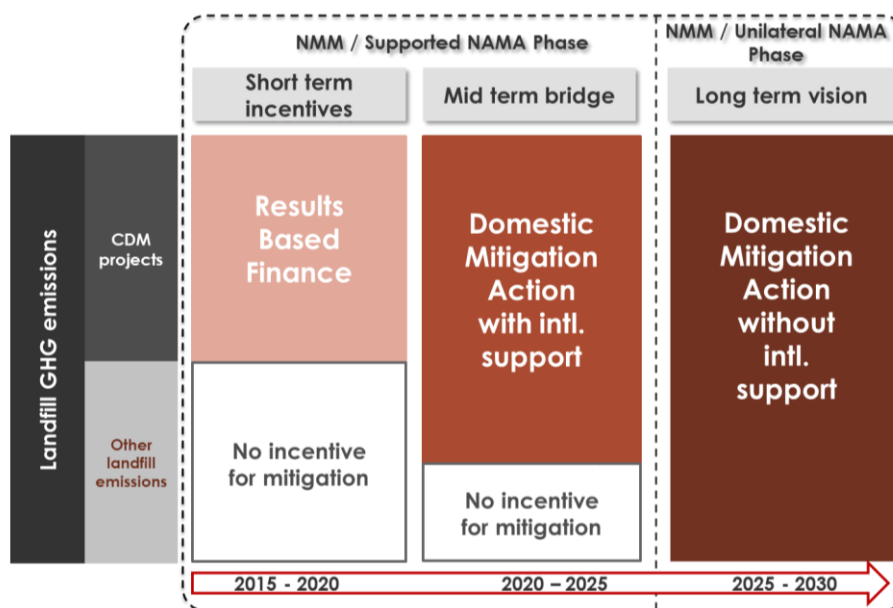 NMM / Supported NAMA Phase
NMM / Unilateral NAMA
Phase
Short term
incentives
Mid term bridge
Long term vision
Landfill GHG emissions
CDM
projects
Other
landfill
emissions
Results
Based
Finance
No incentive
for mitigation
Domestic
Mitigation
Action
with intl.
support
No incentive
for mitigation
Domestic
Mitigation
Action
without
intl.
support
2015 - 2020
2020 – 2025
2025 - 2030